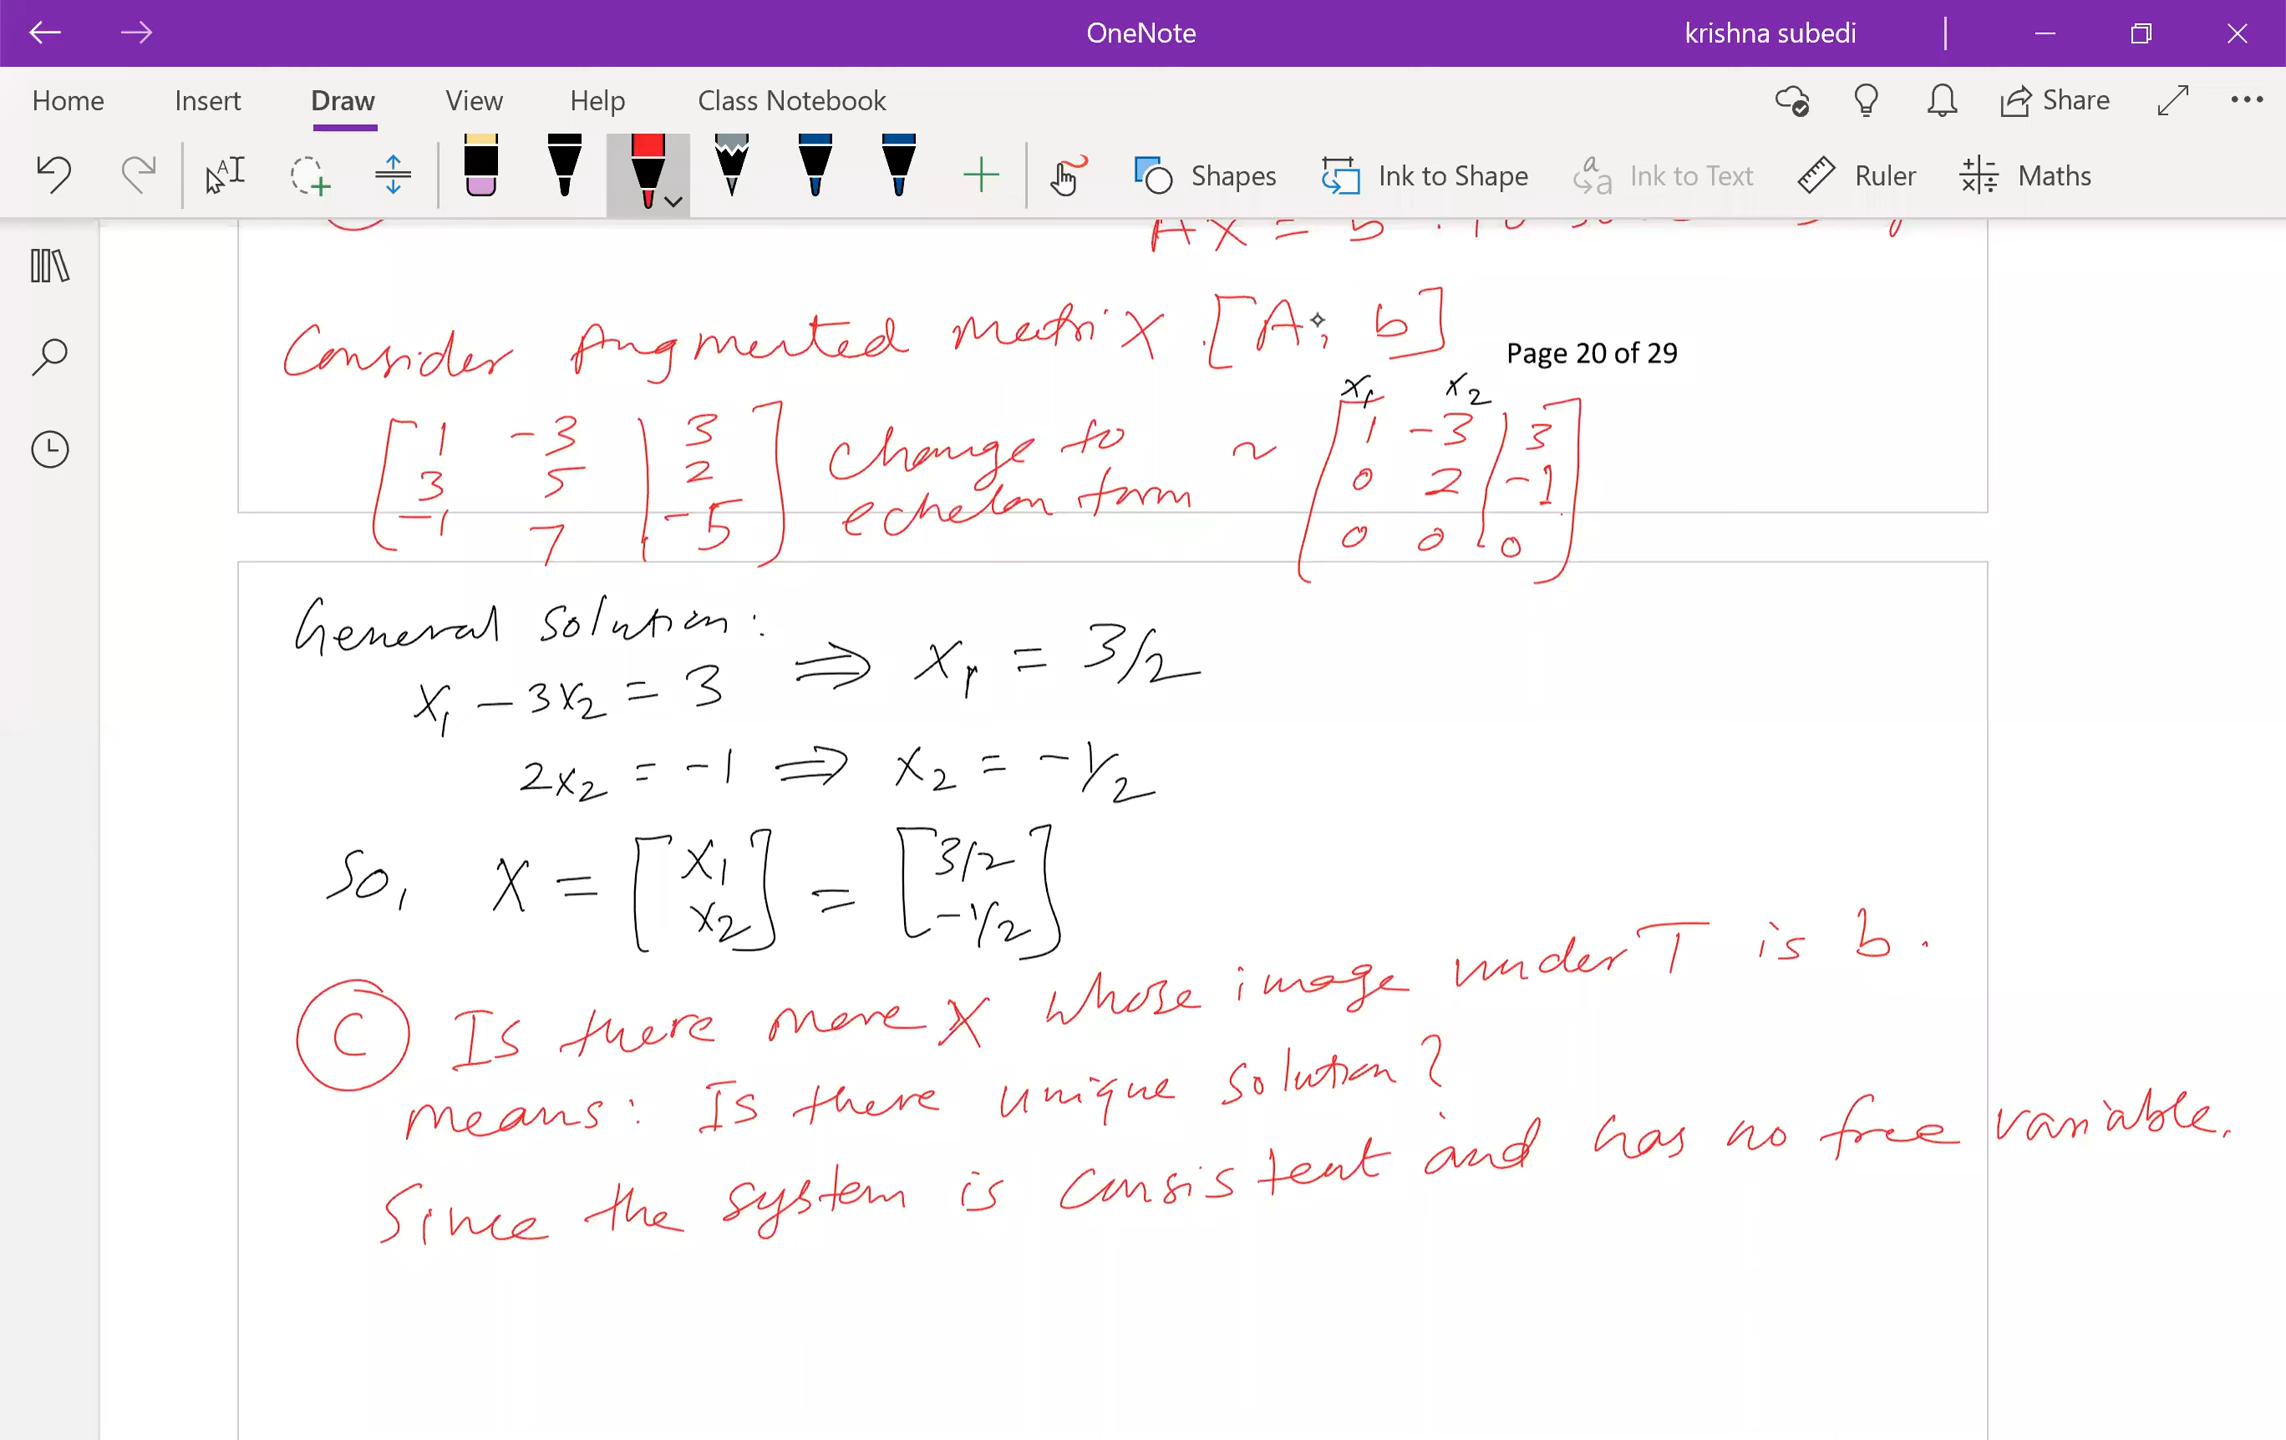 OneNote
krishna subedi
Home Insert Draw View Help Class Notebook Share
Shapes Ink to Shape Ink to Text Ruler Maths
AX = b
Consider Augmented matrix [A : b]
Page 20 of 29
x₁ x₂
[1 -3 | 3] change to ~ [1 -3 | 3]
[3 5 | 2] echelon form [0 2 | -1]
[-1 7 | -5] [0 0 | 0]
General solution:
x₁ - 3x₂ = 3 ⇒ x₁ = 3/2
2x₂ = -1 ⇒ x₂ = -1/2
So, X = [x₁ x₂] = [3/2 -1/2]
C Is there more X whose image under T is b.
means: Is there unique solution?
Since the system is consistent and has no free variable.